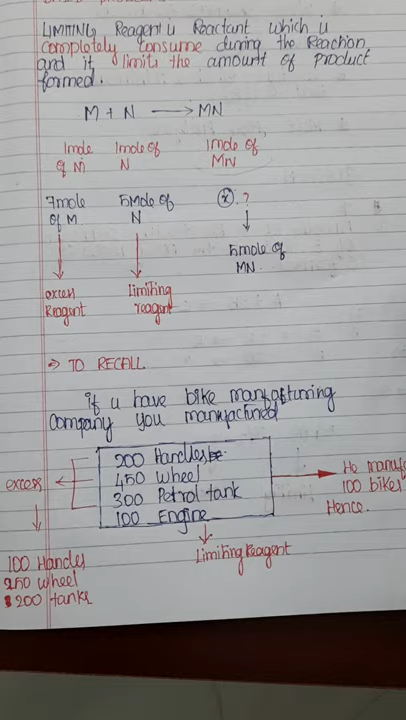 LIMITING Reagent is Reactant which is
completely consume during the Reaction
and it limits the amount of product
formed.
M + N ⟶ MN
1mole of M 1mole of N 1mole of MN
7mole of M 5Mole of N (x).?
5mole of MN
excess Reagent limiting reagent
⇒ TO RECALL
if u have bike manufacturing
company you manufactined
200 Handles
450 Wheel
300 Petrol tank
100 Engine
excess
He manuf
100 bikes
Hence.
Limiting Reagent
100 Handles
250 wheel
200 tanks